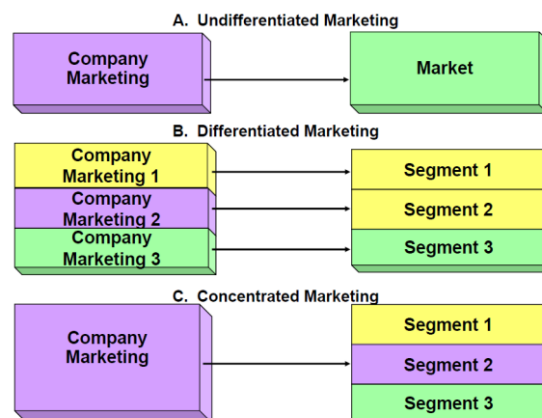 A. Undifferentiated Marketing
Company
Marketing
Market
B. Differentiated Marketing
Company
Marketing 1
Segment 1
Company
Marketing 2
Segment 2
Company
Marketing 3
Segment 3
C. Concentrated Marketing
Company
Marketing
Segment 1
Segment 2
Segment 3